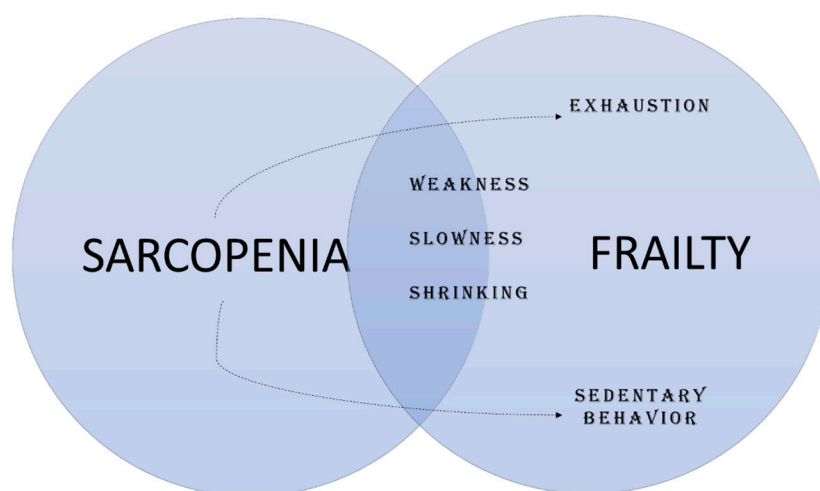 EXHAUSTION
WEAKNESS
SLOWNESS
SARCOPENIA
FRAILTY
SHRINKING
SEDENTARY
BEHAVIOR